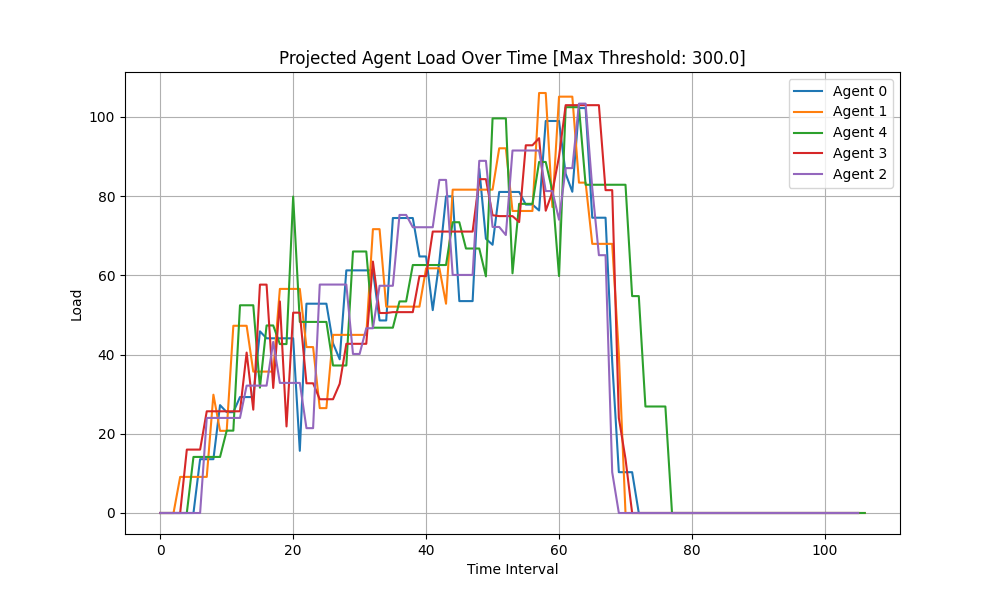 Projected Agent Load Over Time [Max Threshold: 300.0]
Agent 0
Agent 1
Agent 4
Agent 3
Agent 2
Load
100
80
60
40
20
0
0 20 40 60 80 100
Time Interval